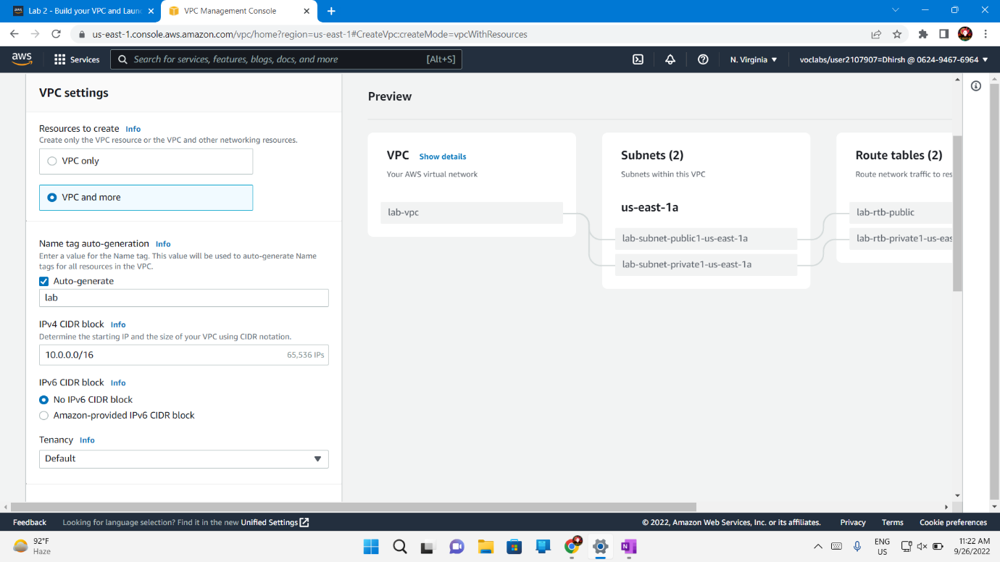 Lab 2 - Build your VPC and Laun
VPC Management Console
us-east-1.console.aws.amazon.com/vpc/home?region=us-east-1#CreateVpc:createMode=vpcWithResources
aws
Services
Search for services, features, blogs, docs, and more
[Alt+S]
N. Virginia
voclabs/user2107907=Dhirsh @ 0624-9467-6964
VPC settings
Resources to create Info
Create only the VPC resource or the VPC and other networking resources.
VPC only
VPC and more
Name tag auto-generation Info
Enter a value for the Name tag. This value will be used to auto-generate Name
tags for all resources in the VPC.
Auto-generate
lab
IPv4 CIDR block Info
Determine the starting IP and the size of your VPC using CIDR notation.
10.0.0.0/16 65,536 IPs
IPv6 CIDR block Info
No IPv6 CIDR block
Amazon-provided IPv6 CIDR block
Tenancy Info
Default
Preview
VPC Show details
Your AWS virtual network
lab-vpc
Subnets (2)
Subnets within this VPC
us-east-1a
lab-subnet-public1-us-east-1a
lab-subnet-private1-us-east-1a
Route tables (2)
Route network traffic to res
lab-rtb-public
lab-rtb-private1-us-eas
Feedback
Looking for language selection? Find it in the new Unified Settings
© 2022, Amazon Web Services, Inc. or its affiliates.
Privacy
Terms
Cookie preferences
92°F
Haze
ENG
US
11:22 AM
9/26/2022